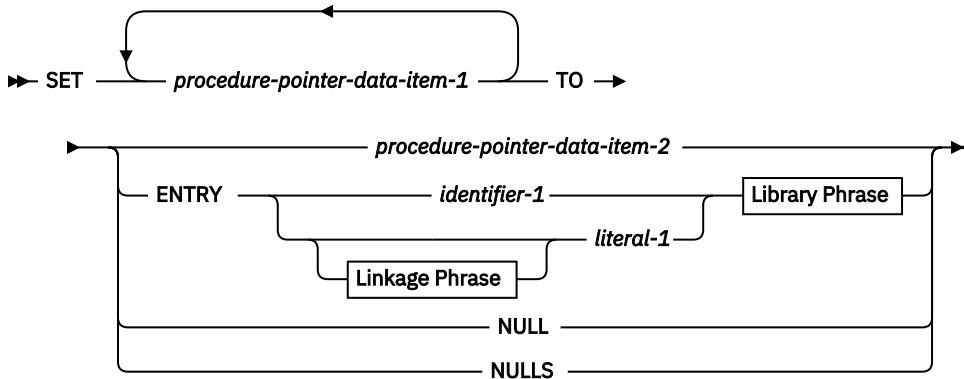 SET procedure-pointer-data-item-1 TO
procedure-pointer-data-item-2
ENTRY identifier-1 Library Phrase
literal-1
Linkage Phrase
NULL
NULLS